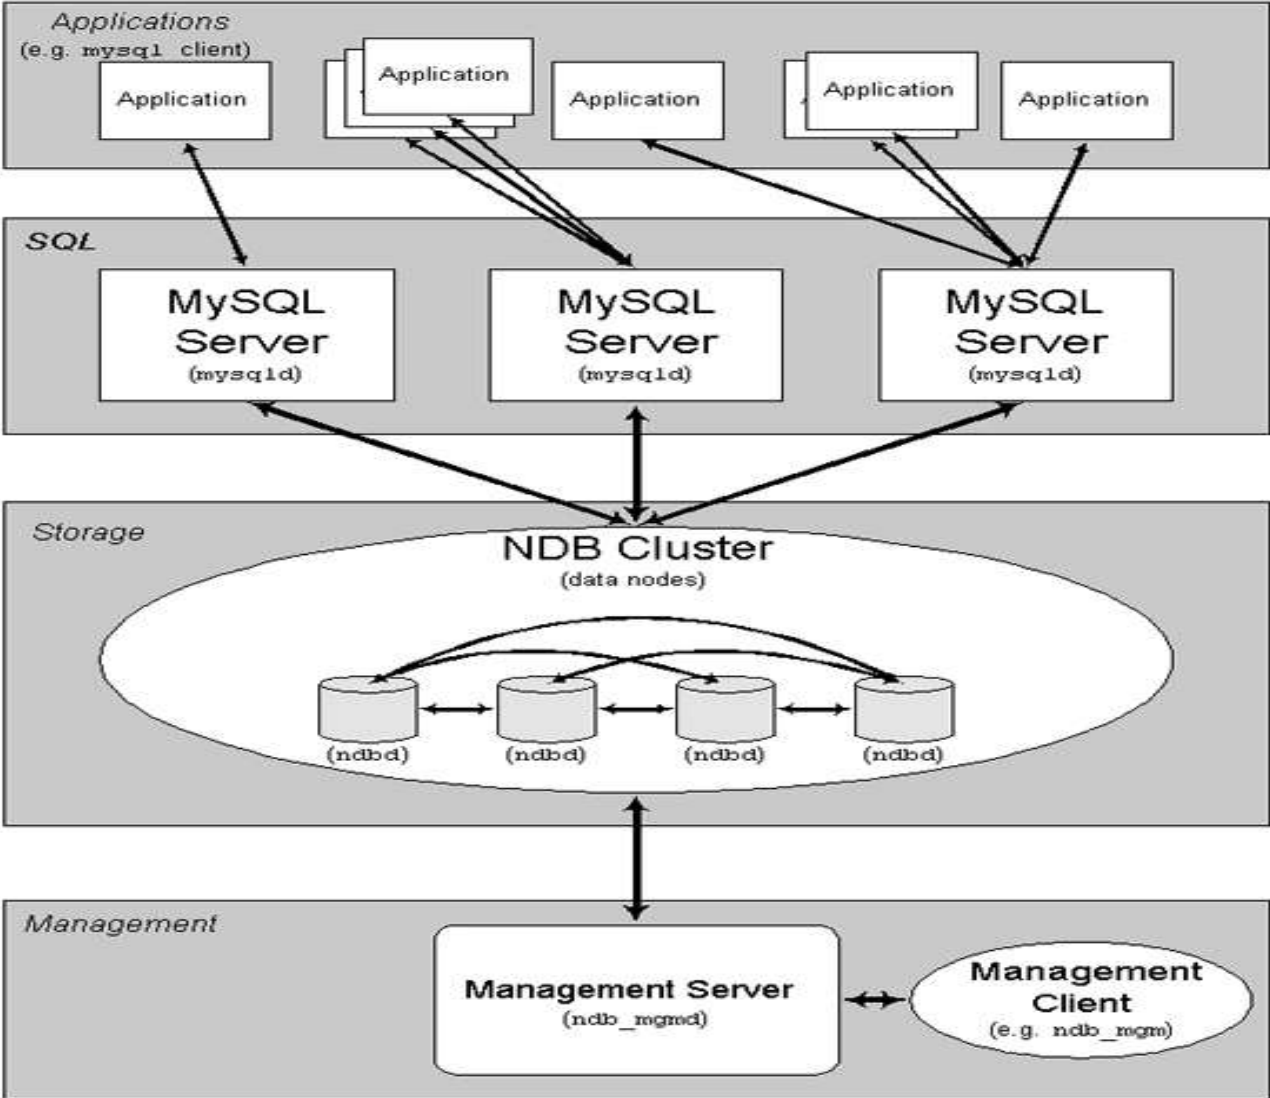 Applications
(e.g. mysql client)
Application
Application
Application
Application
Application
SQL
MySQL
Server
(mysqld)
MySQL
Server
(mysqld)
MySQL
Server
(mysqld)
Storage
NDB Cluster
(data nodes)
(ndbd)
(ndbd)
(ndbd)
(ndbd)
Management
Management Server
(ndb_mgmd)
Management
Client
(e.g. ndb_mgm)